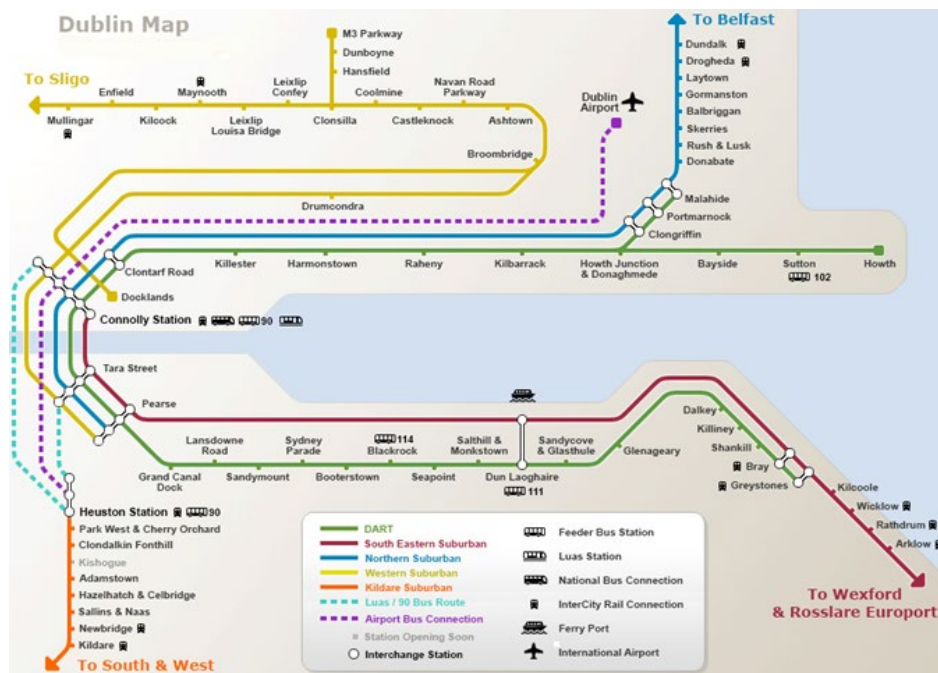 Dublin Map
To Belfast
M3 Parkway
Dunboyne
Hansfield
Dundalk
Drogheda
Laytown
Gormanston
Balbriggan
Skerries
Rush & Lusk
Donabate
To Sligo
Enfield
Maynooth
Leixlip
Confey
Coolmine
Navan Road
Parkway
Mullingar
Kilcock
Leixlip
Louisa Bridge
Clonsilla
Castleknock
Ashtown
Dublin
Airport
Broombridge
Drumcondra
Malahide
Portmarnock
Clongriffin
Clontarf Road
Killester
Harmonstown
Raheny
Kilbarrack
Howth Junction
& Donaghmede
Bayside
Sutton
102
Howth
Docklands
Connolly Station
90
Tara Street
Pearse
Lansdowne
Road
Sydney
Parade
114
Blackrock
Salthill &
Monkstown
Sandycove
& Glasthule
Glenageary
Grand Canal
Dock
Sandymount
Booterstown
Seapoint
Dun Laoghaire
111
Dalkey
Killiney
Shankill
Bray
Greystones
Kilcoole
Wicklow
Rathdrum
Arklow
To Wexford
& Rosslare Europort
Heuston Station
90
Park West & Cherry Orchard
Clondalkin Fonthill
Kishogue
Adamstown
Hazelhatch & Celbridge
Sallins & Naas
Newbridge
Kildare
To South & West
DART
South Eastern Suburban
Northern Suburban
Western Suburban
Kildare Suburban
Luas / 90 Bus Route
Airport Bus Connection
Station Opening Soon
Interchange Station
Feeder Bus Station
Luas Station
National Bus Connection
InterCity Rail Connection
Ferry Port
International Airport